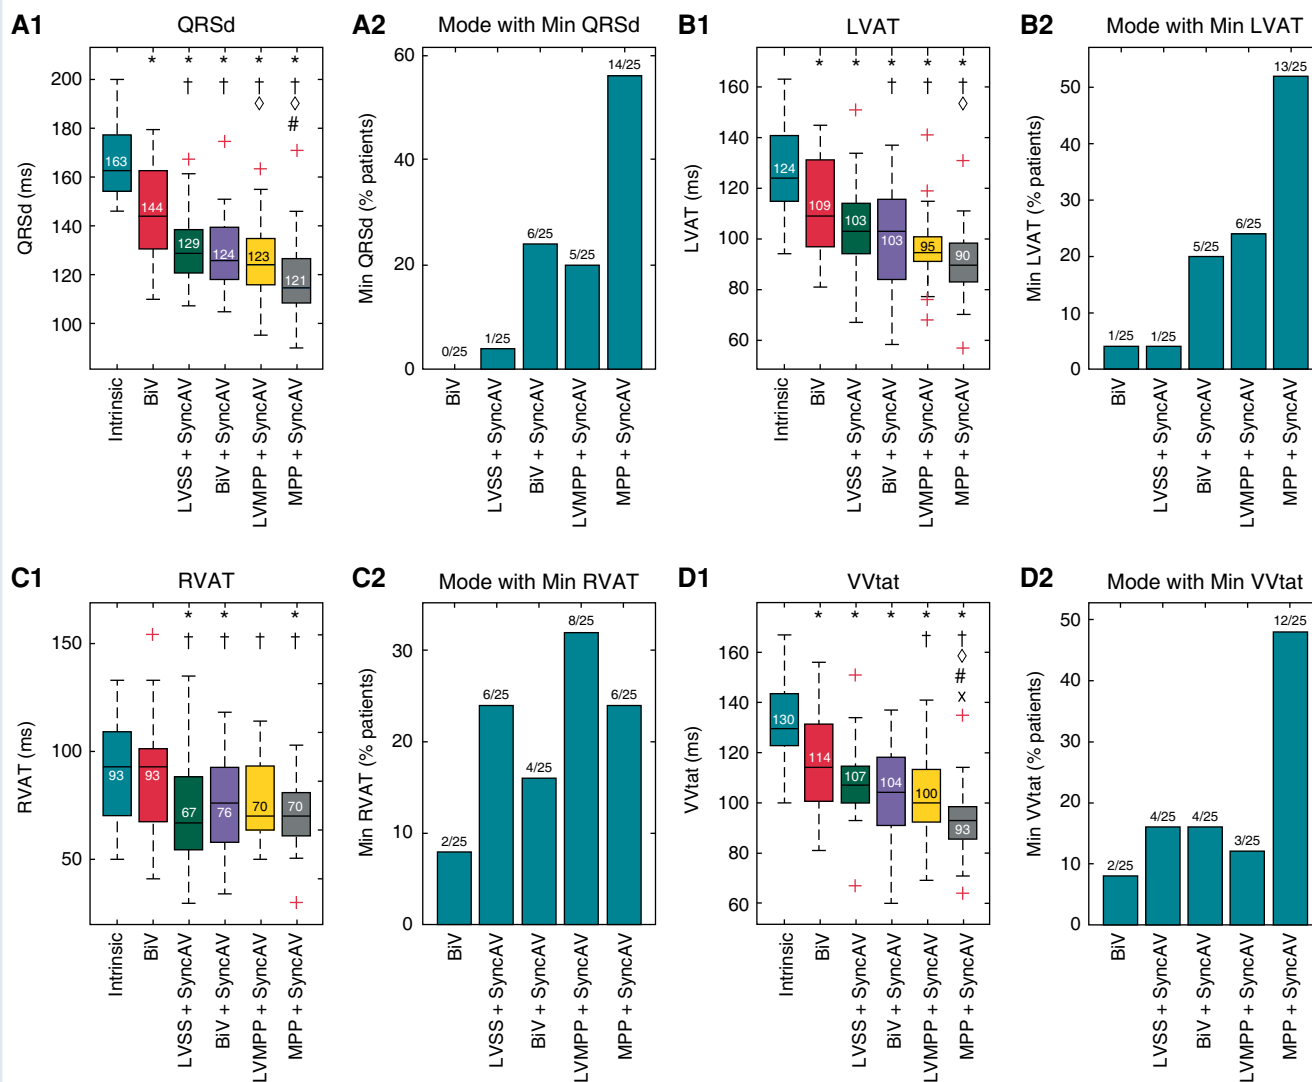 A1 QRSd
QRSd (ms)
200
180
160
140
120
100
* * * * *
† † † †
◊ ◊
#
163 144 129 124 123 121
Intrinsic BiV LVSS + SyncAV BiV + SyncAV LVMPP + SyncAV MPP + SyncAV
A2 Mode with Min QRSd
Min QRSd (% patients)
60
40
20
0
0/25 1/25 6/25 5/25 14/25
BiV LVSS + SyncAV BiV + SyncAV LVMPP + SyncAV MPP + SyncAV
B1 LVAT
LVAT (ms)
160
140
120
100
80
60
* * * * *
† † † †
◊
124 109 103 103 95 90
Intrinsic BiV LVSS + SyncAV BiV + SyncAV LVMPP + SyncAV MPP + SyncAV
B2 Mode with Min LVAT
Min LVAT (% patients)
50
40
30
20
10
0
1/25 1/25 5/25 6/25 13/25
BiV LVSS + SyncAV BiV + SyncAV LVMPP + SyncAV MPP + SyncAV
C1 RVAT
RVAT (ms)
150
100
50
* * *
† † † †
93 93 67 76 70 70
Intrinsic BiV LVSS + SyncAV BiV + SyncAV LVMPP + SyncAV MPP + SyncAV
C2 Mode with Min RVAT
Min RVAT (% patients)
30
20
10
0
2/25 6/25 4/25 8/25 6/25
BiV LVSS + SyncAV BiV + SyncAV LVMPP + SyncAV MPP + SyncAV
D1 VVtat
VVtat (ms)
160
140
120
100
80
60
* * * * *
† †
◊
#
x
130 114 107 104 100 93
Intrinsic BiV LVSS + SyncAV BiV + SyncAV LVMPP + SyncAV MPP + SyncAV
D2 Mode with Min VVtat
Min VVtat (% patients)
50
40
30
20
10
0
2/25 4/25 4/25 3/25 12/25
BiV LVSS + SyncAV BiV + SyncAV LVMPP + SyncAV MPP + SyncAV